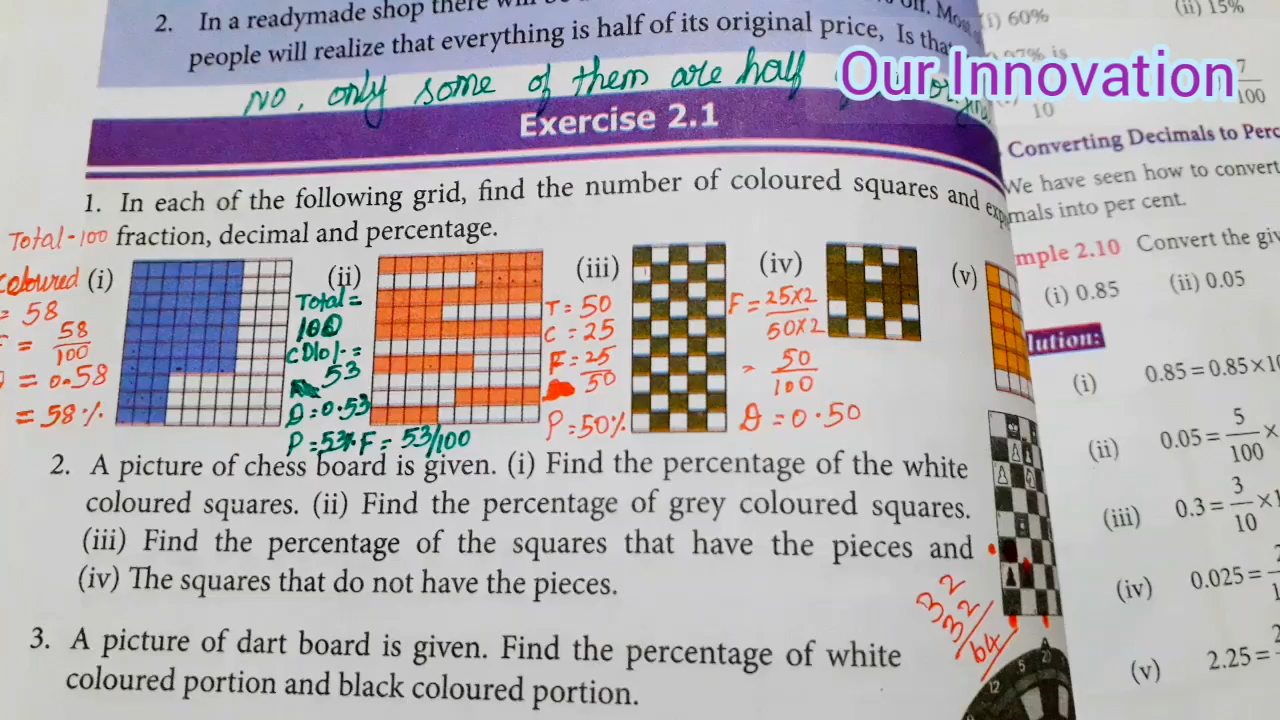 2. In a readymade shop there
people will realize that everything is half of its original price, Is tha
off. Most
No, only some of them are half
Our Innovation
(i) 60%
(ii) 15%
7
100
10
Exercise 2.1
Converting Decimals to Perc
We have seen how to convert
mals into per cent.
mple 2.10 Convert the giv
(i) 0.85
(ii) 0.05
lution:
(i) 0.85 = 0.85×10
(ii) 0.05 = 5/100 ×
(iii) 0.3 = 3/10 ×1
(iv) 0.025 =
(v) 2.25 =
1. In each of the following grid, find the number of coloured squares and exp
fraction, decimal and percentage.
Total - 100
Coloured
= 58
= 58/100
= 0.58
= 58%
(i)
(ii)
Total =
100
53
D = 0.53
P = 53% F = 53/100
(iii)
T = 50
C = 25
F = 25/50
P = 50%
(iv)
F = 25×2
50×2
= 50/100
D = 0.50
(v)
2. A picture of chess board is given. (i) Find the percentage of the white
coloured squares. (ii) Find the percentage of grey coloured squares.
(iii) Find the percentage of the squares that have the pieces and
(iv) The squares that do not have the pieces.
32
32/64
3. A picture of dart board is given. Find the percentage of white
coloured portion and black coloured portion.
5
20
12